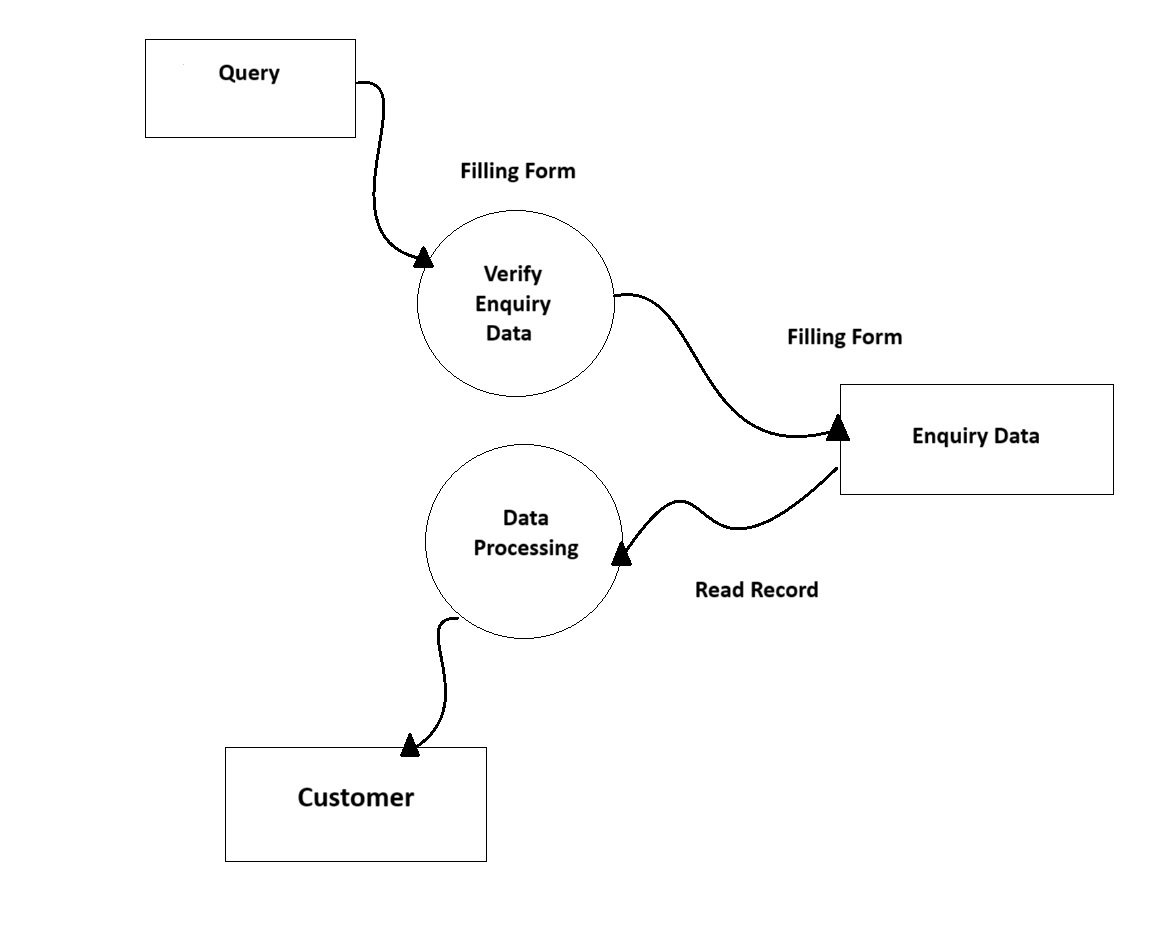 Query
Filling Form
Verify
Enquiry
Data
Filling Form
Enquiry Data
Data
Processing
Read Record
Customer